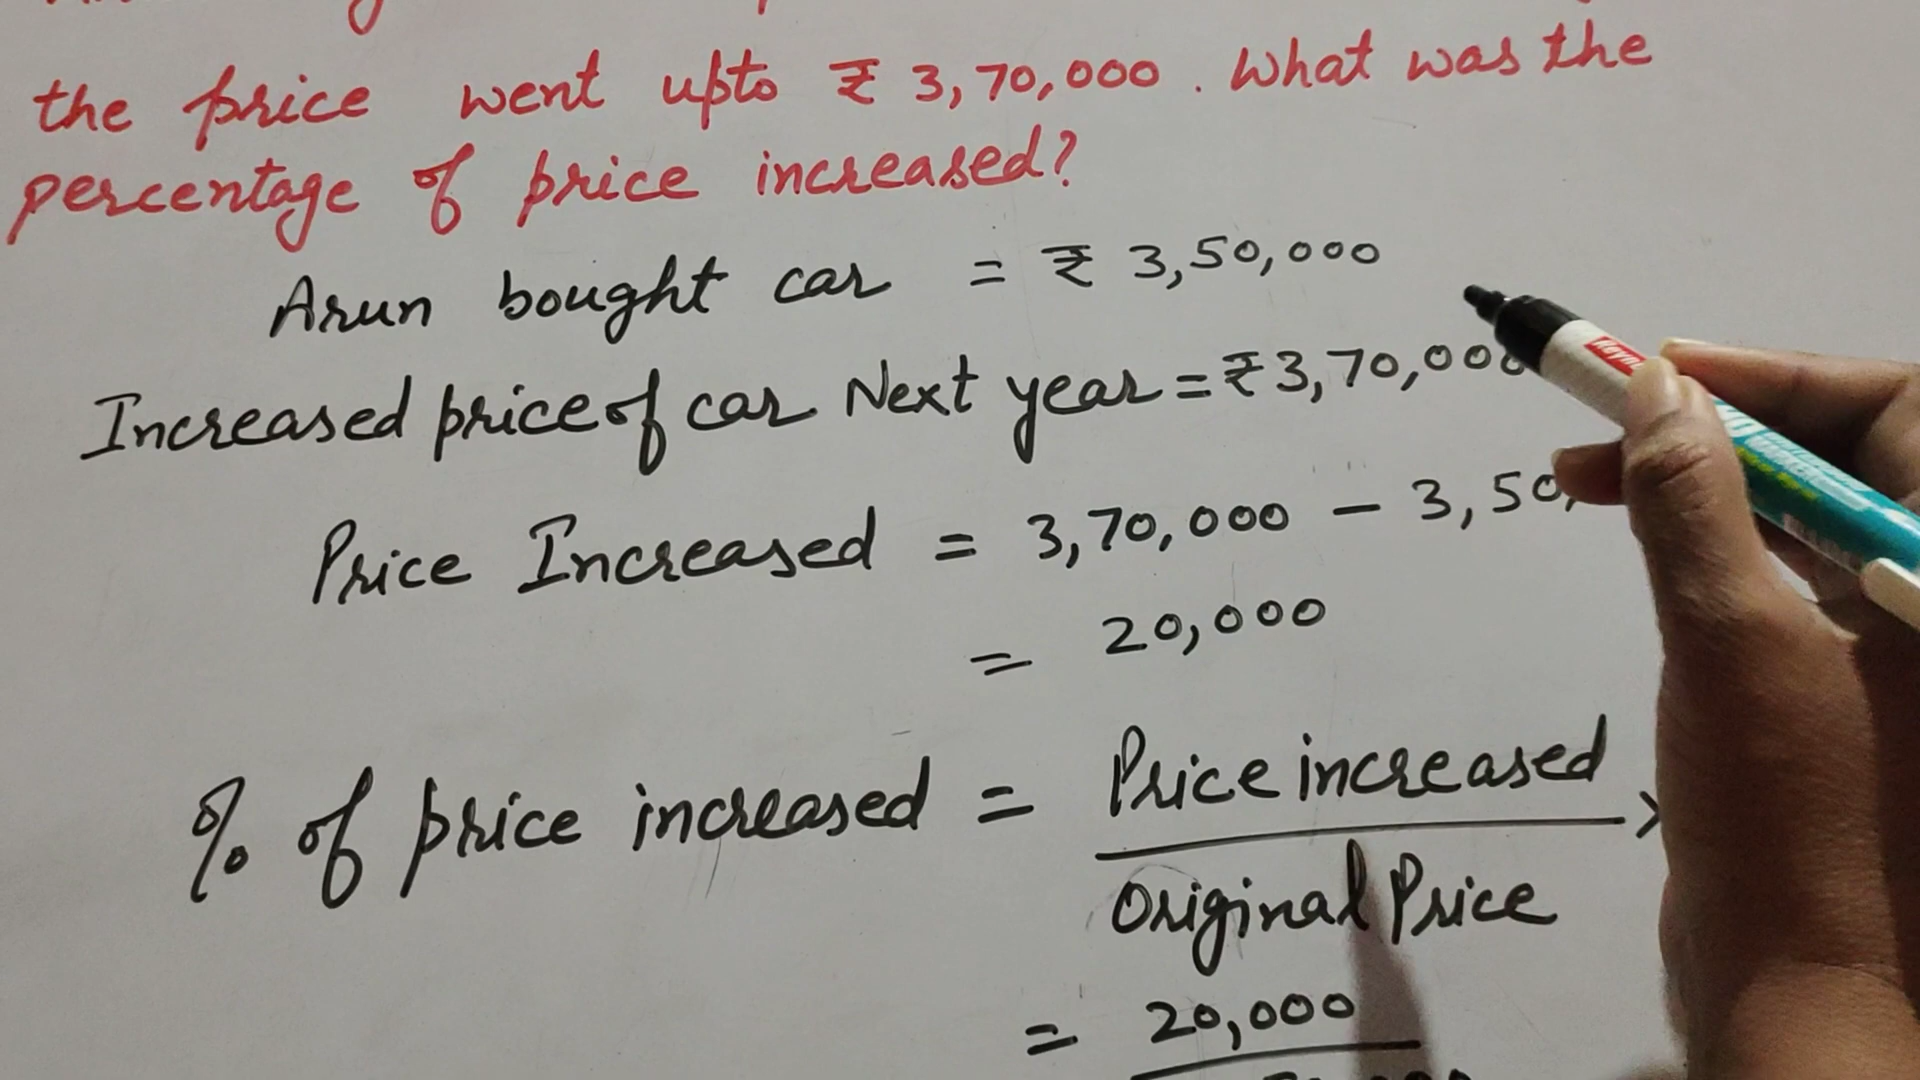 the price went upto ₹ 3,70,000. What was the
percentage of price increased?
Arun bought car = ₹ 3,50,000
Increased price of car Next year = ₹ 3,70,000
Price Increased = 3,70,000 - 3,50,
= 20,000
% of price increased = Price increased
Original Price
= 20,000